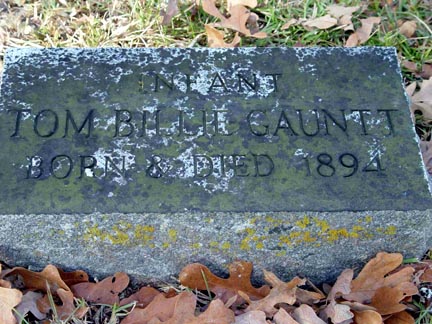 INFANT
TOM BILLIE GAUNTT
BORN & DIED 1894